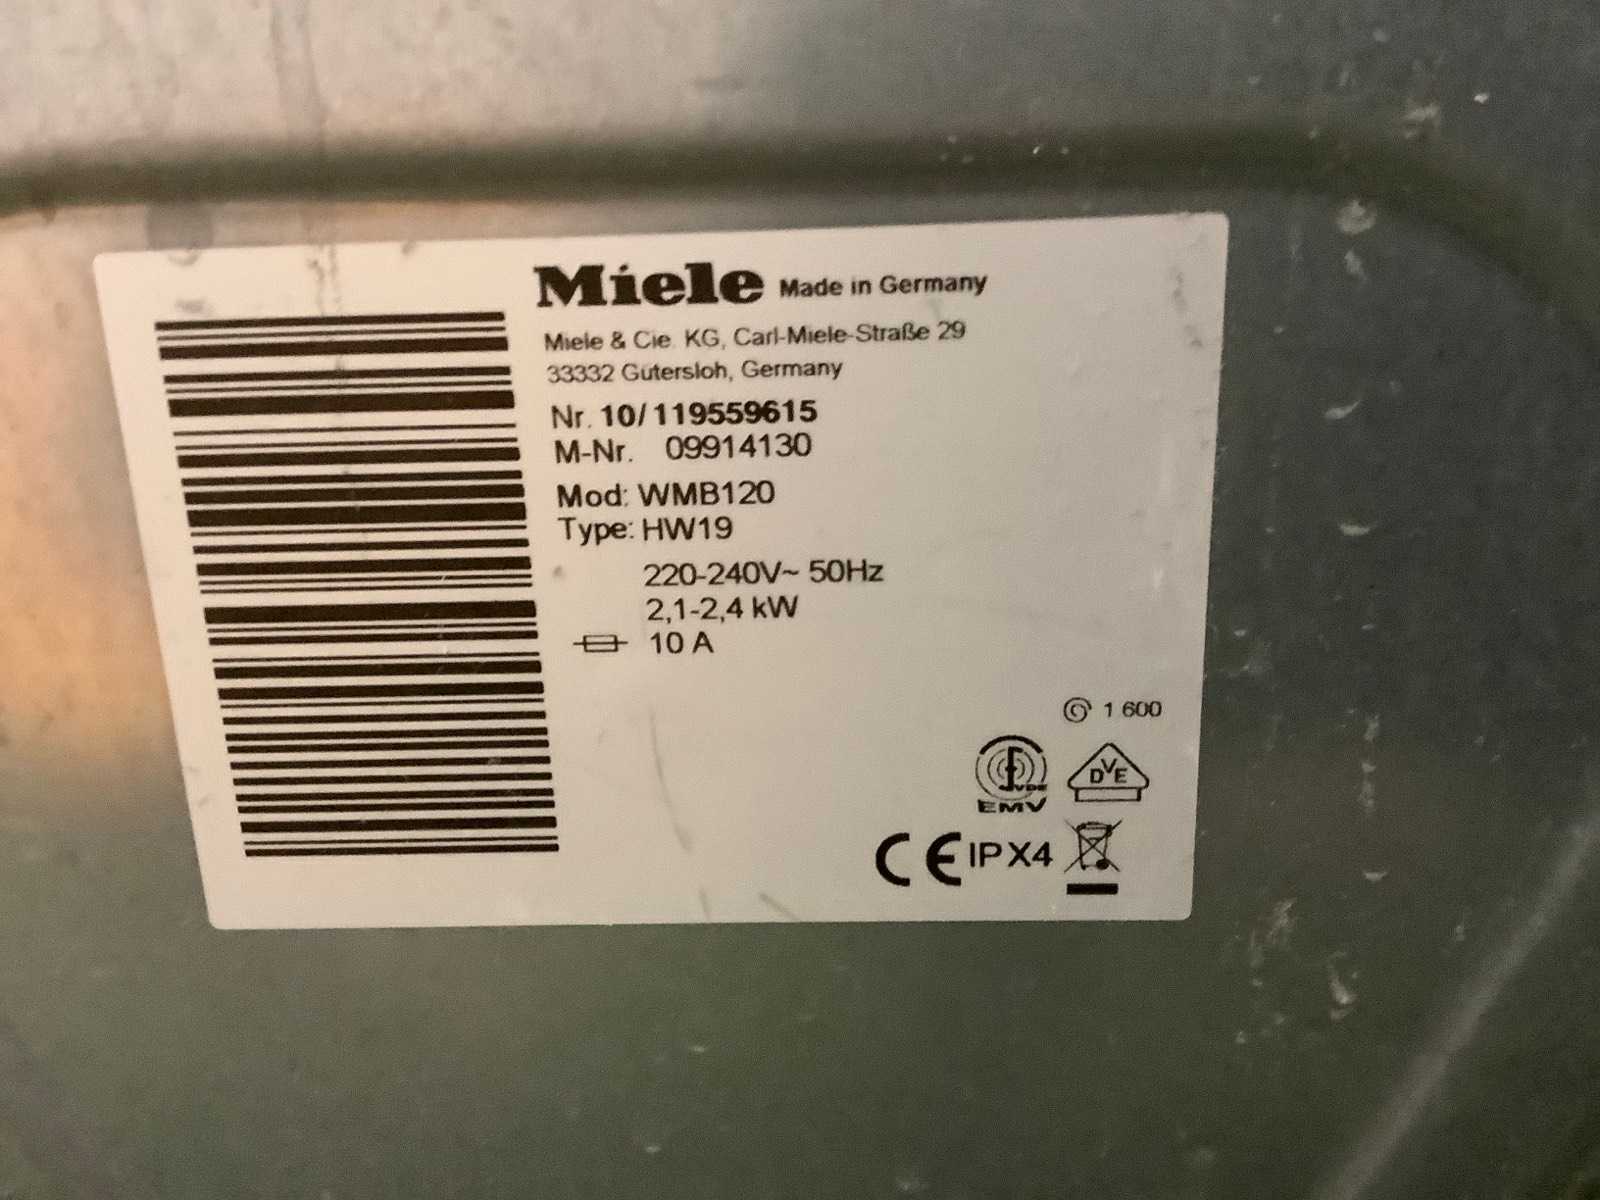 Miele Made in Germany
Miele & Cie. KG, Carl-Miele-Straße 29
33332 Gütersloh, Germany
Nr. 10/119559615
M-Nr. 09914130
Mod: WMB120
Type: HW19
220-240V~ 50Hz
2,1-2,4 kW
10 A
1 600
VDE
EMV
DVE
CE IPX4